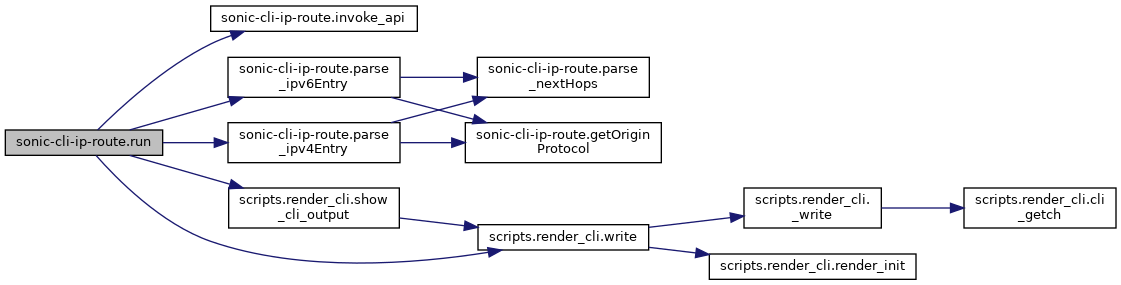 sonic-cli-ip-route.run
sonic-cli-ip-route.invoke_api
sonic-cli-ip-route.parse
_ipv6Entry
sonic-cli-ip-route.parse
_ipv4Entry
scripts.render_cli.show
_cli_output
sonic-cli-ip-route.parse
_nextHops
sonic-cli-ip-route.getOrigin
Protocol
scripts.render_cli.write
scripts.render_cli.
_write
scripts.render_cli.render_init
scripts.render_cli.cli
_getch